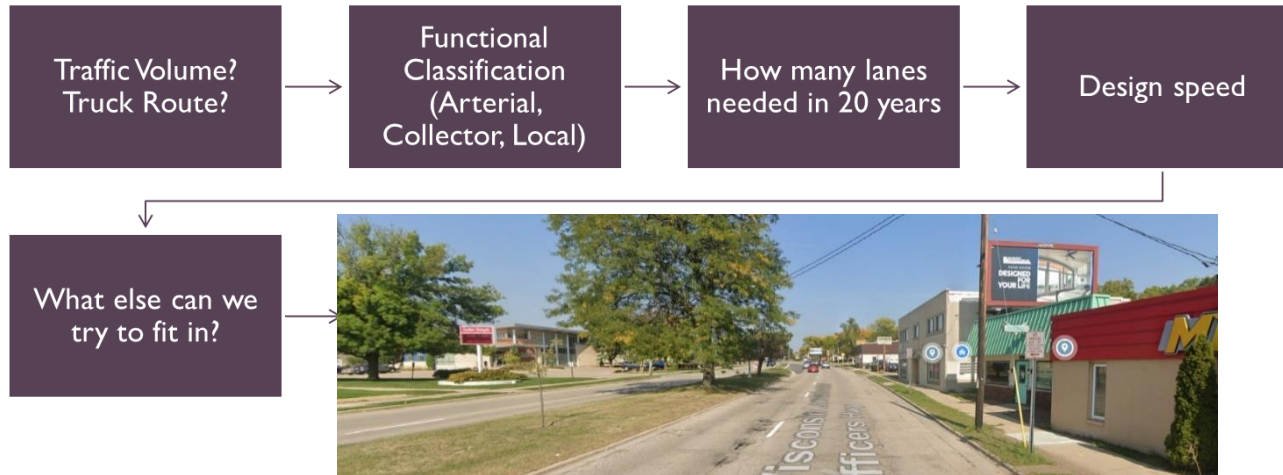 Traffic Volume?
Truck Route?
Functional
Classification
(Arterial,
Collector, Local)
How many lanes
needed in 20 years
Design speed
What else can we
try to fit in?
DESIGNED
FOR
YOUR LIFE